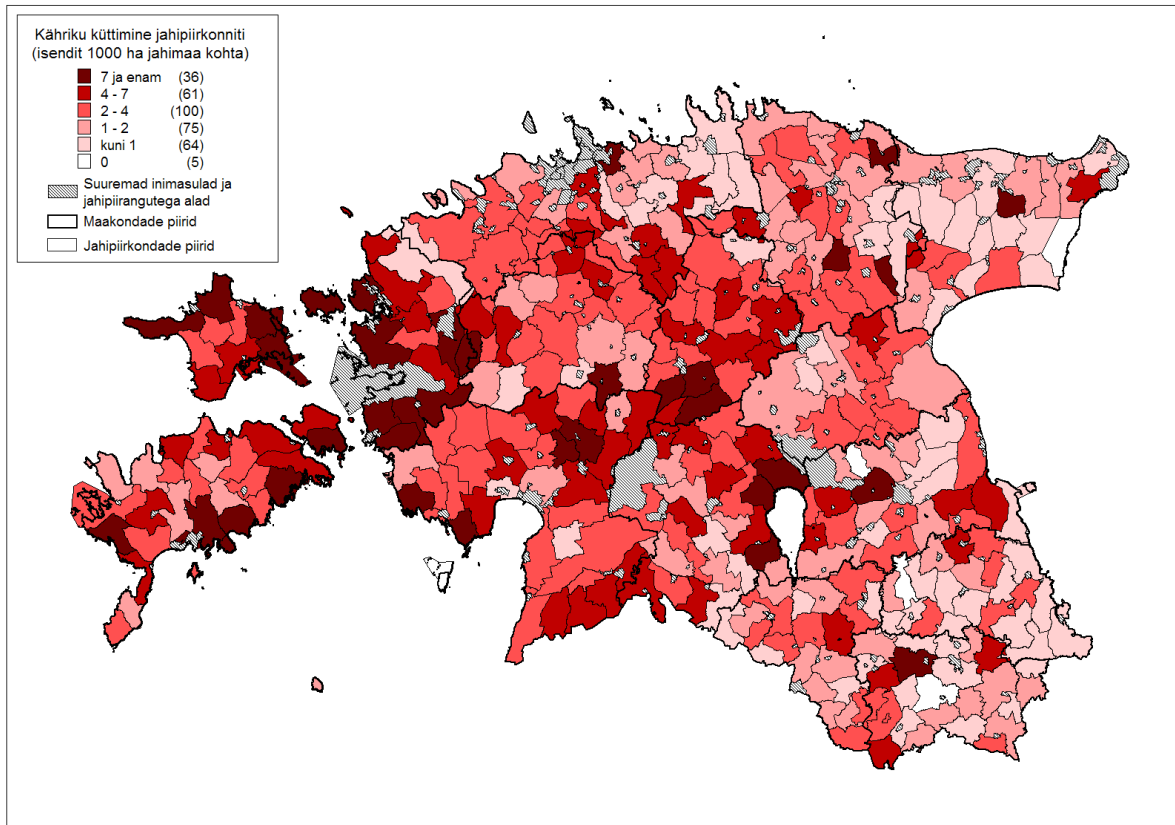 Kähriku küttimine jahipiirkonniti
(isendit 1000 ha jahimaa kohta)
7 ja enam (36)
4 - 7 (61)
2 - 4 (100)
1 - 2 (75)
kuni 1 (64)
0 (5)
Suuremad inimasulad ja
jahipiirangutega alad
Maakondade piirid
Jahipiirkondade piirid